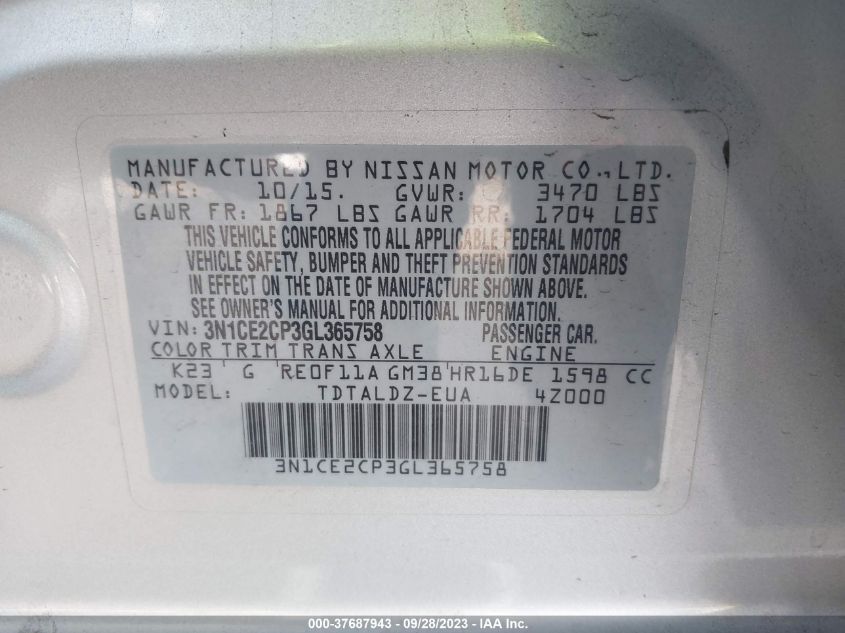 MANUFACTURED BY NISSAN MOTOR CO., LTD.
DATE: 10/15. GVWR: 3470 LBS
GAWR FR: 1867 LBS GAWR RR: 1704 LBS
THIS VEHICLE CONFORMS TO ALL APPLICABLE FEDERAL MOTOR
VEHICLE SAFETY, BUMPER AND THEFT PREVENTION STANDARDS
IN EFFECT ON THE DATE OF MANUFACTURE SHOWN ABOVE.
SEE OWNER'S MANUAL FOR ADDITIONAL INFORMATION.
VIN: 3N1CE2CP3GL365758 PASSENGER CAR.
COLOR TRIM TRANS AXLE ENGINE
K23 G RE0F11A GM38 HR16DE 1598 CC
MODEL: TDTALDZ-EUA 4Z000
3N1CE2CP3GL365758
000-37687943 - 09/28/2023 - IAA Inc.